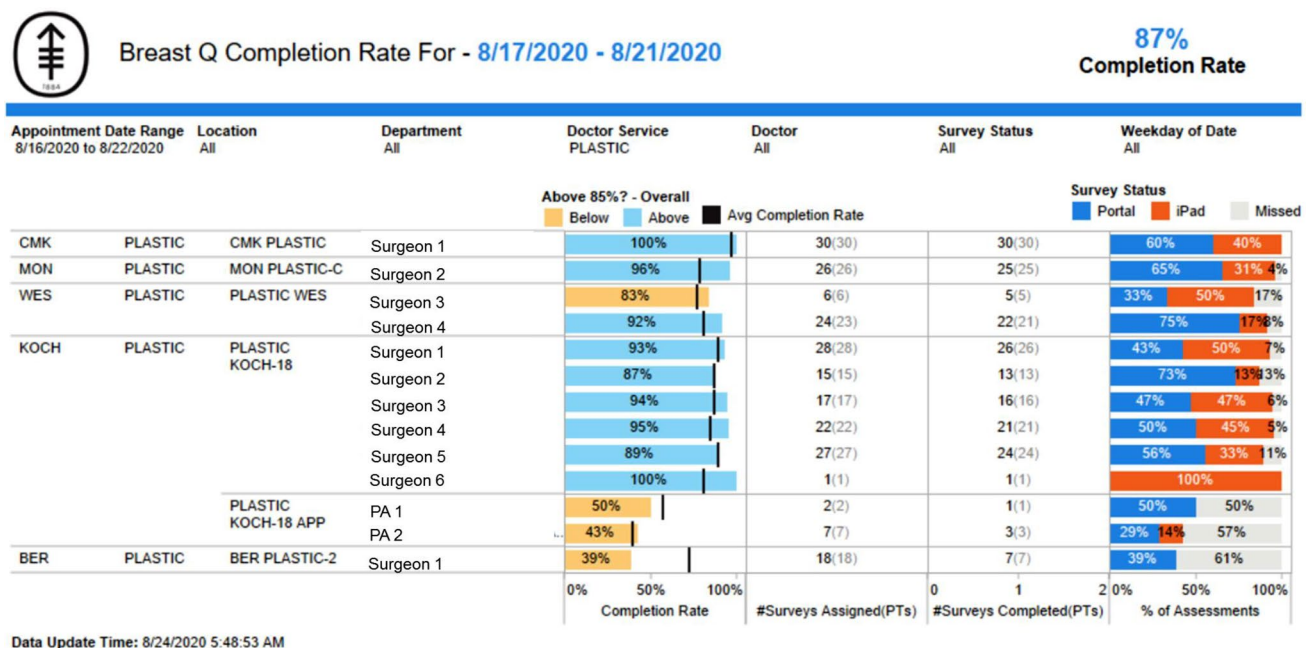 1884
Breast Q Completion Rate For - 8/17/2020 - 8/21/2020
87%
Completion Rate
Appointment Date Range Location Department Doctor Service Doctor Survey Status Weekday of Date
8/16/2020 to 8/22/2020 All All PLASTIC All All All
Above 85%? - Overall
Below Above Avg Completion Rate
Survey Status
Portal iPad Missed
CMK PLASTIC CMK PLASTIC Surgeon 1 100% 30(30) 30(30) 60% 40%
MON PLASTIC MON PLASTIC-C Surgeon 2 96% 26(26) 25(25) 65% 31% 4%
WES PLASTIC PLASTIC WES Surgeon 3 83% 6(6) 5(5) 33% 50% 17%
Surgeon 4 92% 24(23) 22(21) 75% 17% 8%
KOCH PLASTIC PLASTIC KOCH-18 Surgeon 1 93% 28(28) 26(26) 43% 50% 7%
Surgeon 2 87% 15(15) 13(13) 73% 13% 13%
Surgeon 3 94% 17(17) 16(16) 47% 47% 6%
Surgeon 4 95% 22(22) 21(21) 50% 45% 5%
Surgeon 5 89% 27(27) 24(24) 56% 33% 11%
Surgeon 6 100% 1(1) 1(1) 100%
PLASTIC KOCH-18 APP PA 1 50% 2(2) 1(1) 50% 50%
PA 2 43% 7(7) 3(3) 29% 14% 57%
BER PLASTIC BER PLASTIC-2 Surgeon 1 39% 18(18) 7(7) 39% 61%
0% 50% 100% 0 1 2 0% 50% 100%
Completion Rate #Surveys Assigned(PTs) #Surveys Completed(PTs) % of Assessments
Data Update Time: 8/24/2020 5:48:53 AM